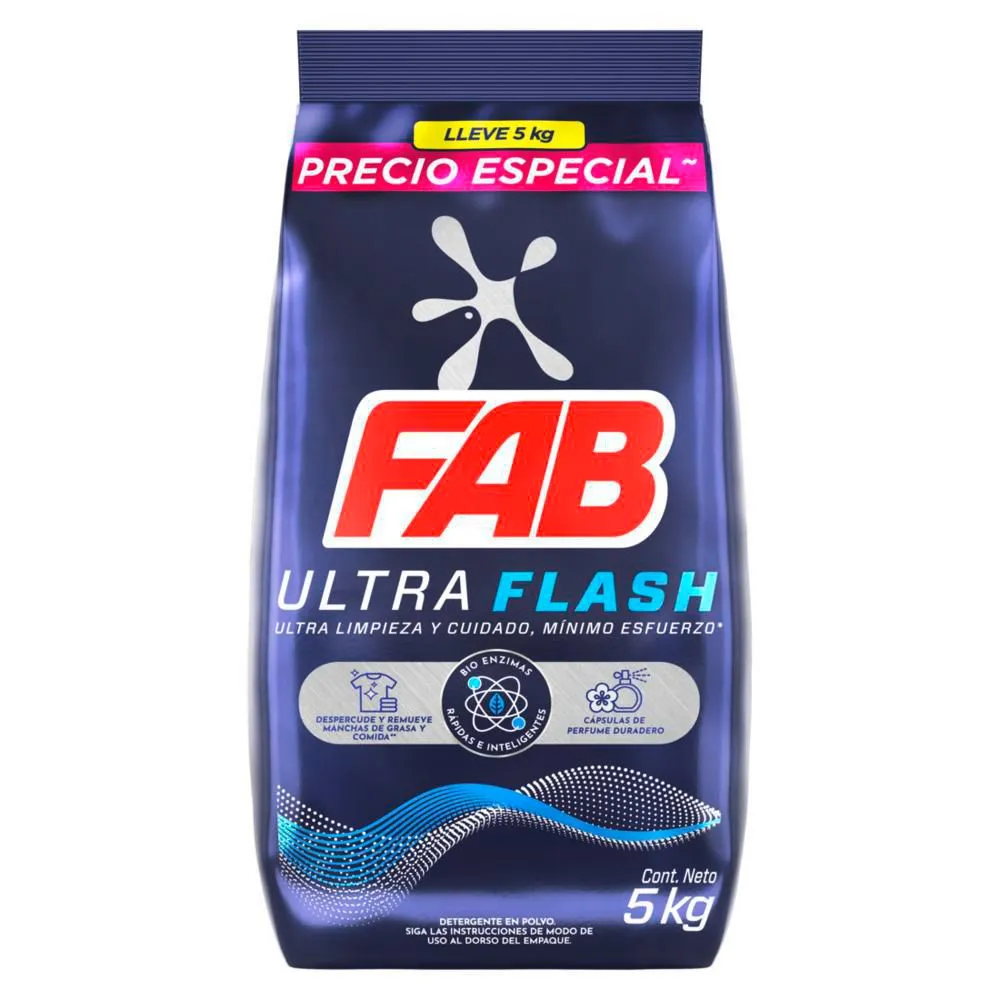 LLEVE 5 kg
PRECIO ESPECIAL~
FAB
ULTRA FLASH
ULTRA LIMPIEZA Y CUIDADO, MÍNIMO ESFUERZO*
DESPERCUDE Y REMUEVE
MANCHAS DE GRASA Y
COMIDA**
BIO ENZIMAS
RÁPIDAS E INTELIGENTES
CÁPSULAS DE
PERFUME DURADERO
Cont. Neto
5 kg
DETERGENTE EN POLVO.
SIGA LAS INSTRUCCIONES DE MODO DE
USO AL DORSO DEL EMPAQUE.